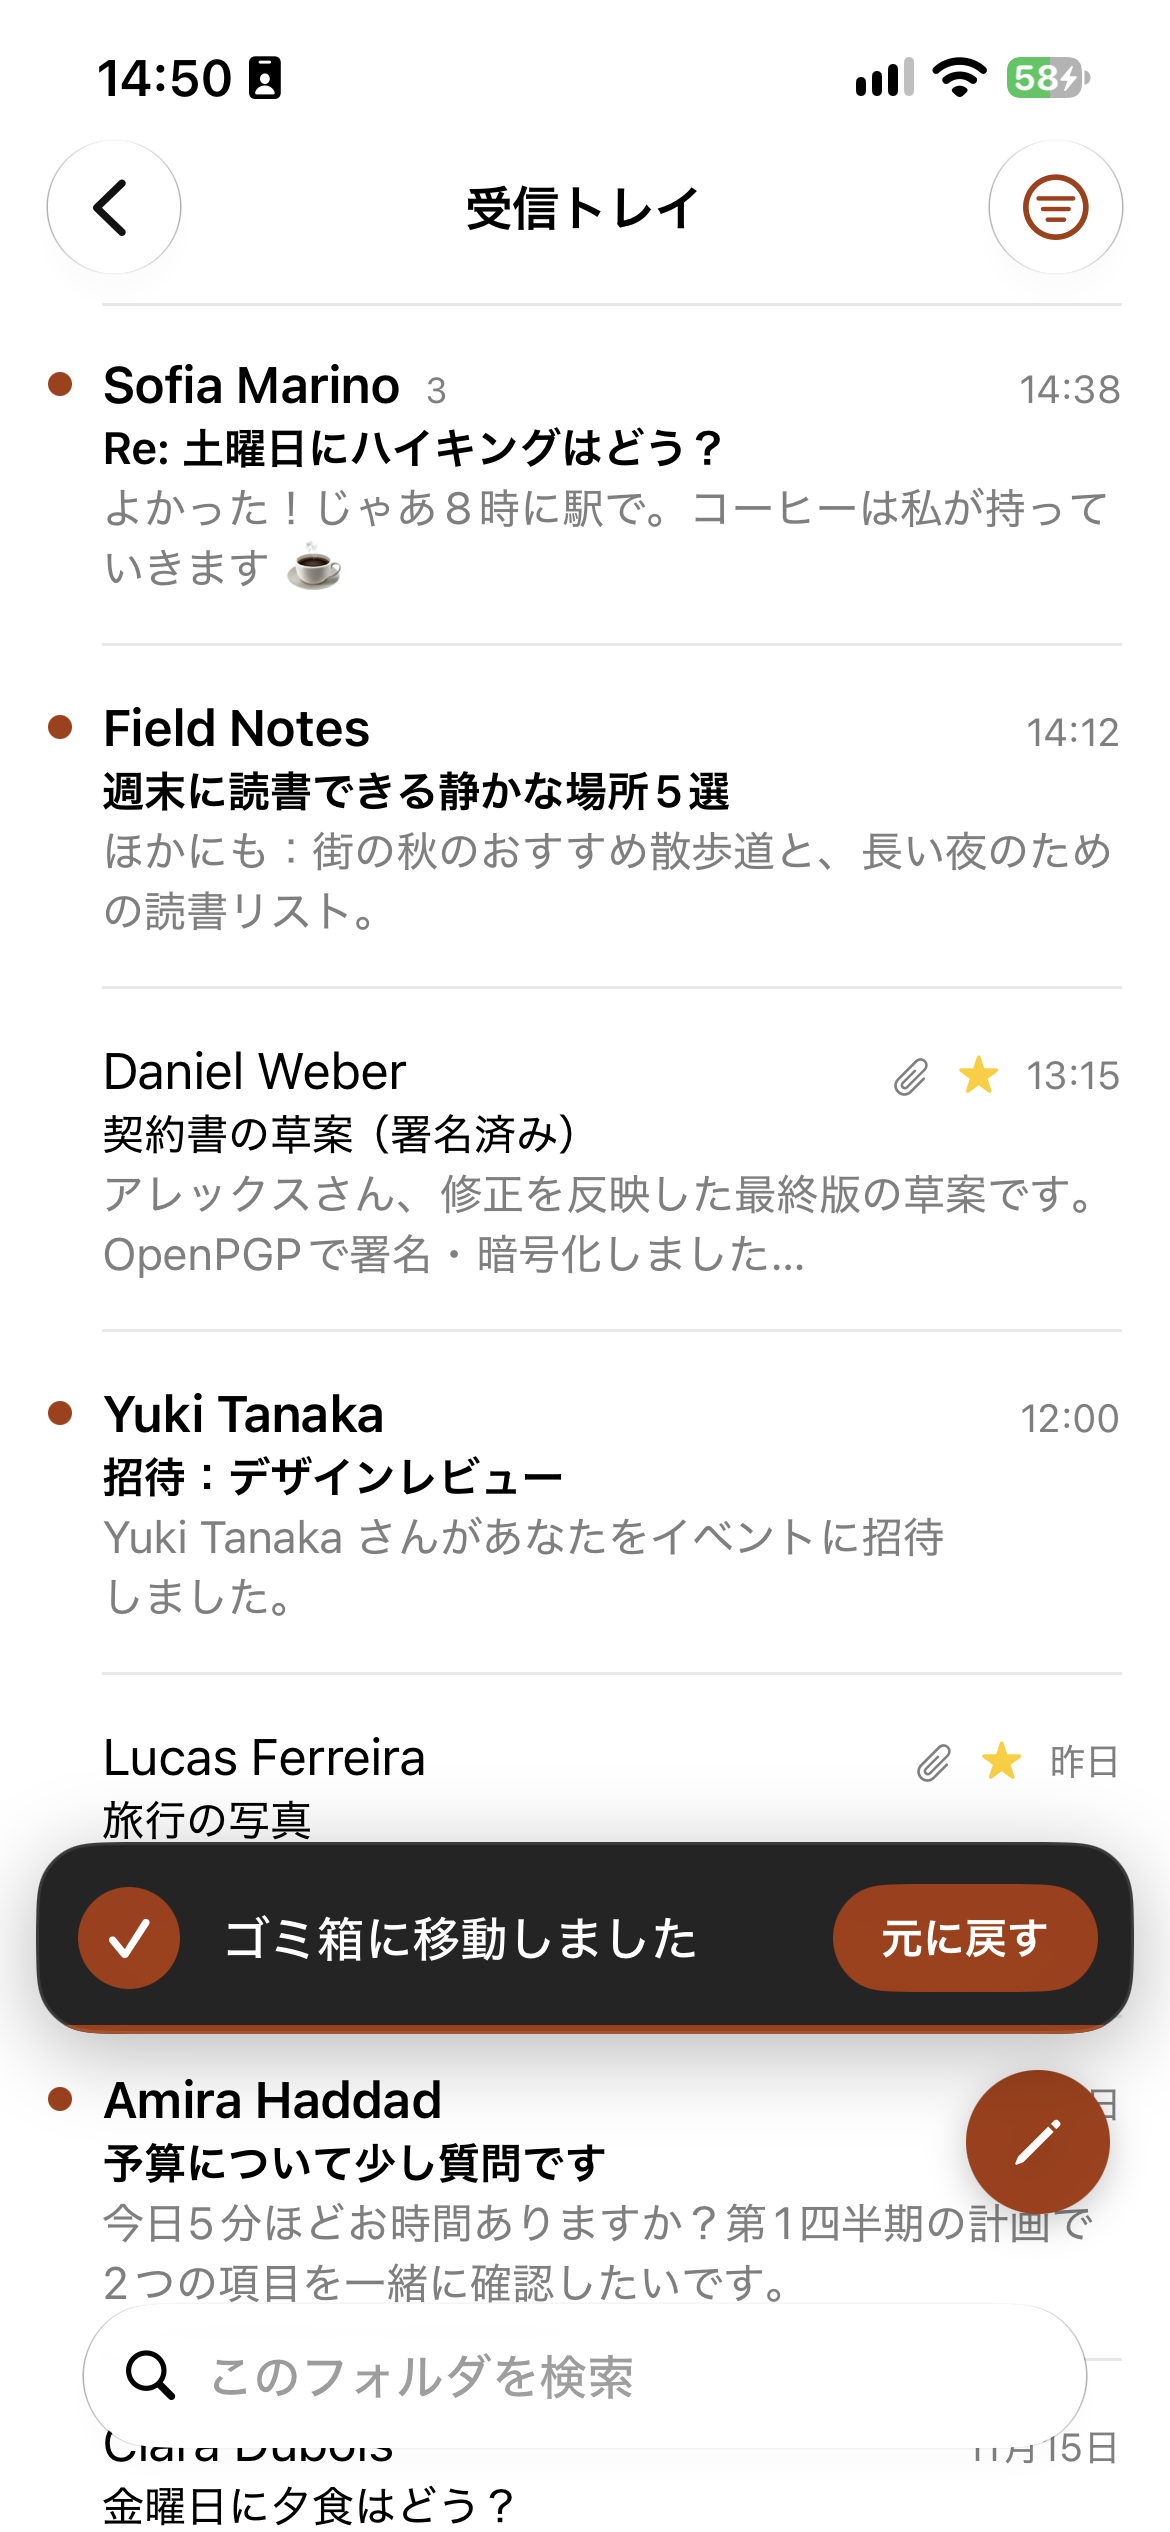 14:50
58
受信トレイ
Sofia Marino 3 14:38
Re: 土曜日にハイキングはどう？
よかった！じゃあ８時に駅で。コーヒーは私が持って
いきます ☕
Field Notes 14:12
週末に読書できる静かな場所５選
ほかにも：街の秋のおすすめ散歩道と、長い夜のため
の読書リスト。
Daniel Weber 13:15
契約書の草案（署名済み）
アレックスさん、修正を反映した最終版の草案です。
OpenPGPで署名・暗号化しました...
Yuki Tanaka 12:00
招待：デザインレビュー
Yuki Tanaka さんがあなたをイベントに招待
しました。
Lucas Ferreira 昨日
旅行の写真
ゴミ箱に移動しました 元に戻す
Amira Haddad 日
予算について少し質問です
今日5分ほどお時間ありますか？第1四半期の計画で
2つの項目を一緒に確認したいです。
このフォルダを検索
Clara Dubois 11月15日
金曜日に夕食はどう？